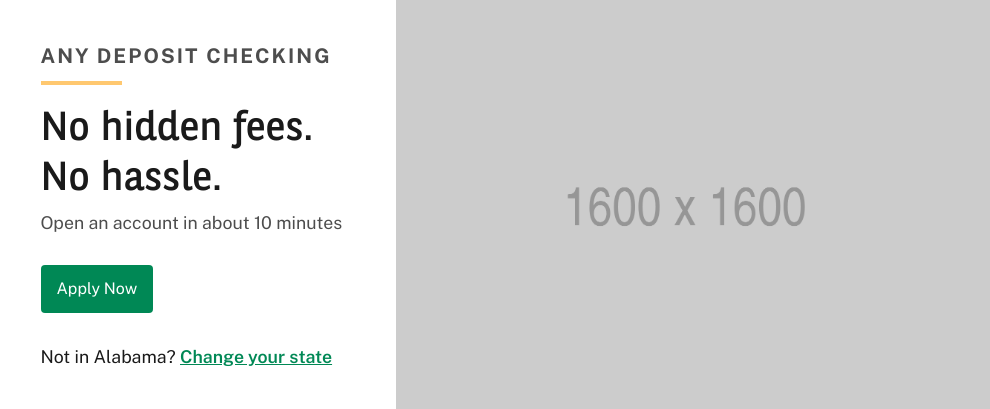 ANY DEPOSIT CHECKING
No hidden fees.
No hassle.
Open an account in about 10 minutes
Apply Now
Not in Alabama? Change your state
1600 x 1600